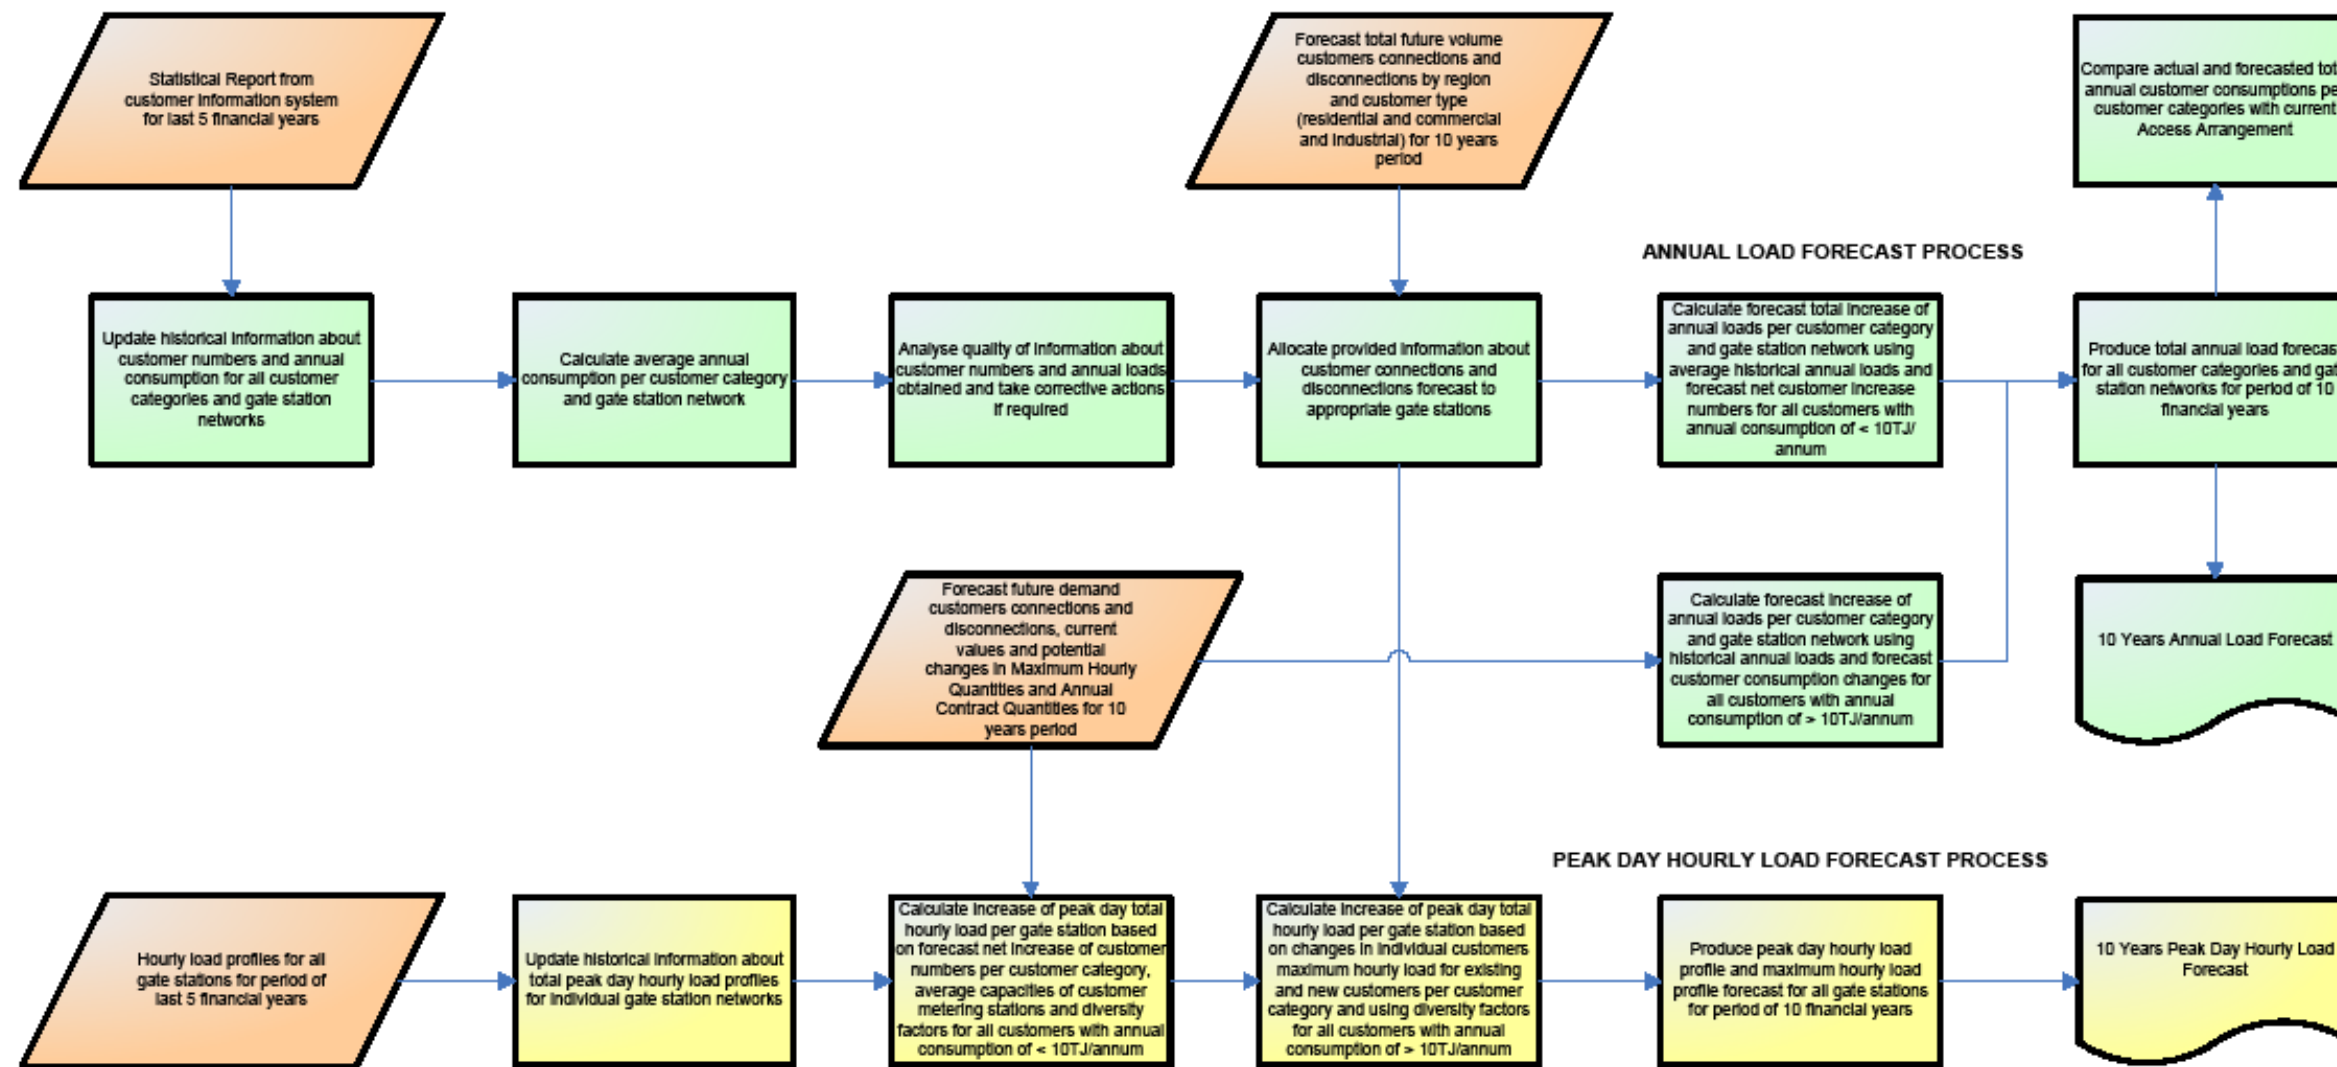 Statistical Report from
customer information system
for last 5 financial years
Forecast total future volume
customers connections and
disconnections by region
and customer type
(residential and commercial
and industrial) for 10 years
period
Compare actual and forecasted
annual customer consumptions
customer categories with current
Access Arrangement
ANNUAL LOAD FORECAST PROCESS
Update historical information about
customer numbers and annual
consumption for all customer
categories and gate station
networks
Calculate average annual
consumption per customer category
and gate station network
Analyse quality of information about
customer numbers and annual loads
obtained and take corrective actions
if required
Allocate provided information about
customer connections and
disconnections forecast to
appropriate gate stations
Calculate forecast total increase of
annual loads per customer category
and gate station network using
average historical annual loads and
forecast net customer increase
numbers for all customers with
annual consumption of < 10TJ/
annum
Produce total annual load
for all customer categories and
station networks for period of 10
financial years
Forecast future demand
customers connections and
disconnections, current
values and potential
changes in Maximum Hourly
Quantities and Annual
Contract Quantities for 10
years period
Calculate forecast increase of
annual loads per customer category
and gate station network using
historical annual loads and forecast
customer consumption changes for
all customers with annual
consumption of > 10TJ/annum
10 Years Annual Load Forecast
PEAK DAY HOURLY LOAD FORECAST PROCESS
Hourly load profiles for all
gate stations for period of
last 5 financial years
Update historical information about
total peak day hourly load profiles
for individual gate station networks
Calculate increase of peak day total
hourly load per gate station based
on forecast net increase of customer
numbers per customer category,
average capacities of customer
metering stations and diversity
factors for all customers with annual
consumption of < 10TJ/annum
Calculate increase of peak day total
hourly load per gate station based
on changes in individual customers
maximum hourly load for existing
and new customers per customer
category and using diversity factors
for all customers with annual
consumption of > 10TJ/annum
Produce peak day hourly load
profile and maximum hourly load
profile forecast for all gate stations
for period of 10 financial years
10 Years Peak Day Hourly Load
Forecast